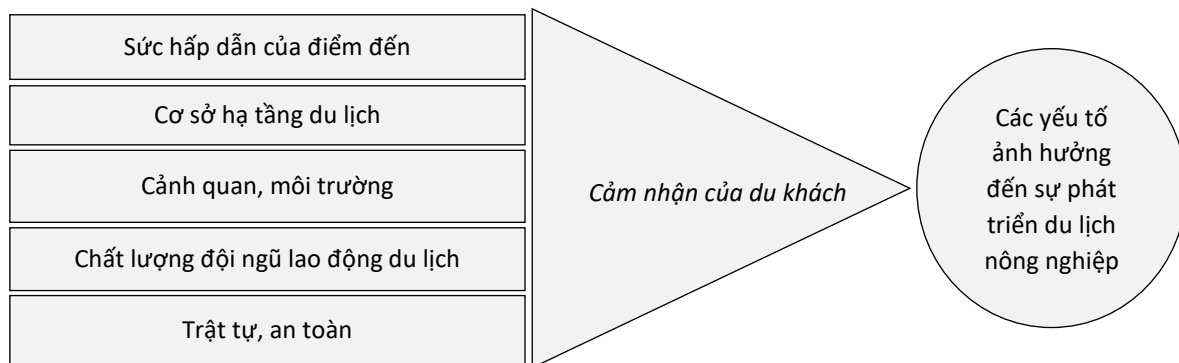 Sức hấp dẫn của điểm đến
Cơ sở hạ tầng du lịch
Cảnh quan, môi trường
Chất lượng đội ngũ lao động du lịch
Trật tự, an toàn
Cảm nhận của du khách
Các yếu tố
ảnh hưởng
đến sự phát
triển du lịch
nông nghiệp